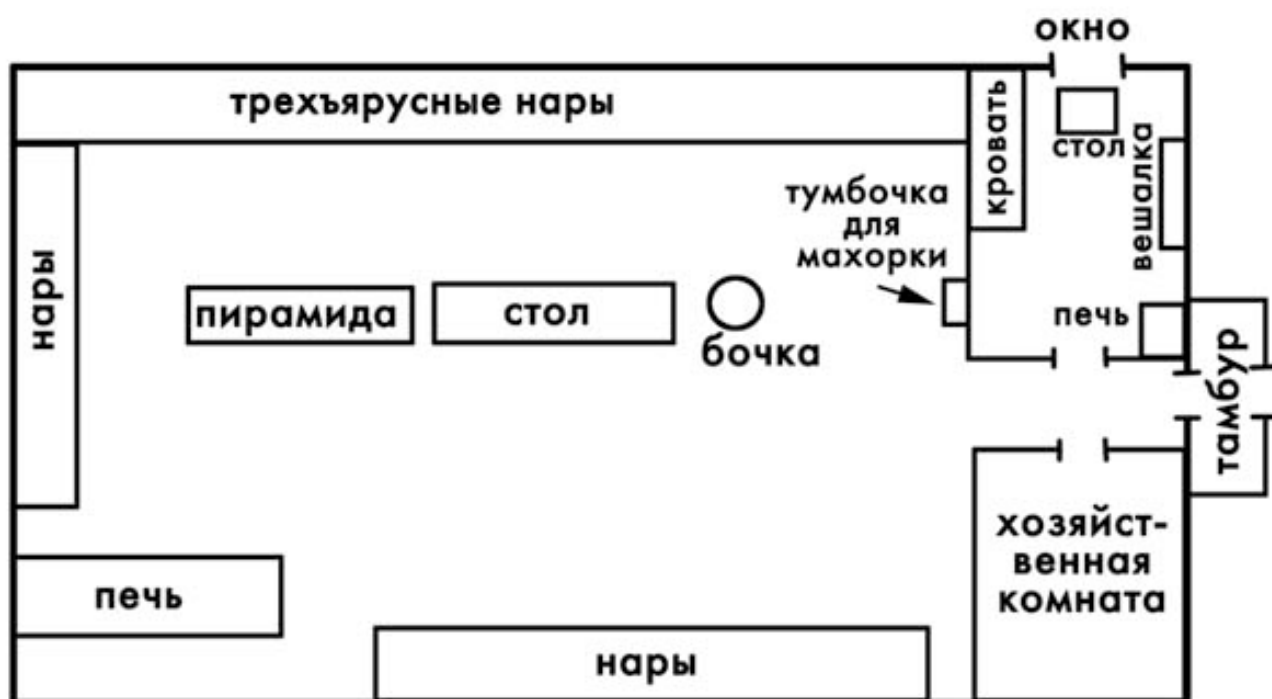 окно
трехъярусные нары
кровать
стол
вешалка
тумбочка
для
махорки
нары
пирамида
стол
бочка
печь
тамбур
хозяйст-
венная
комната
печь
нары